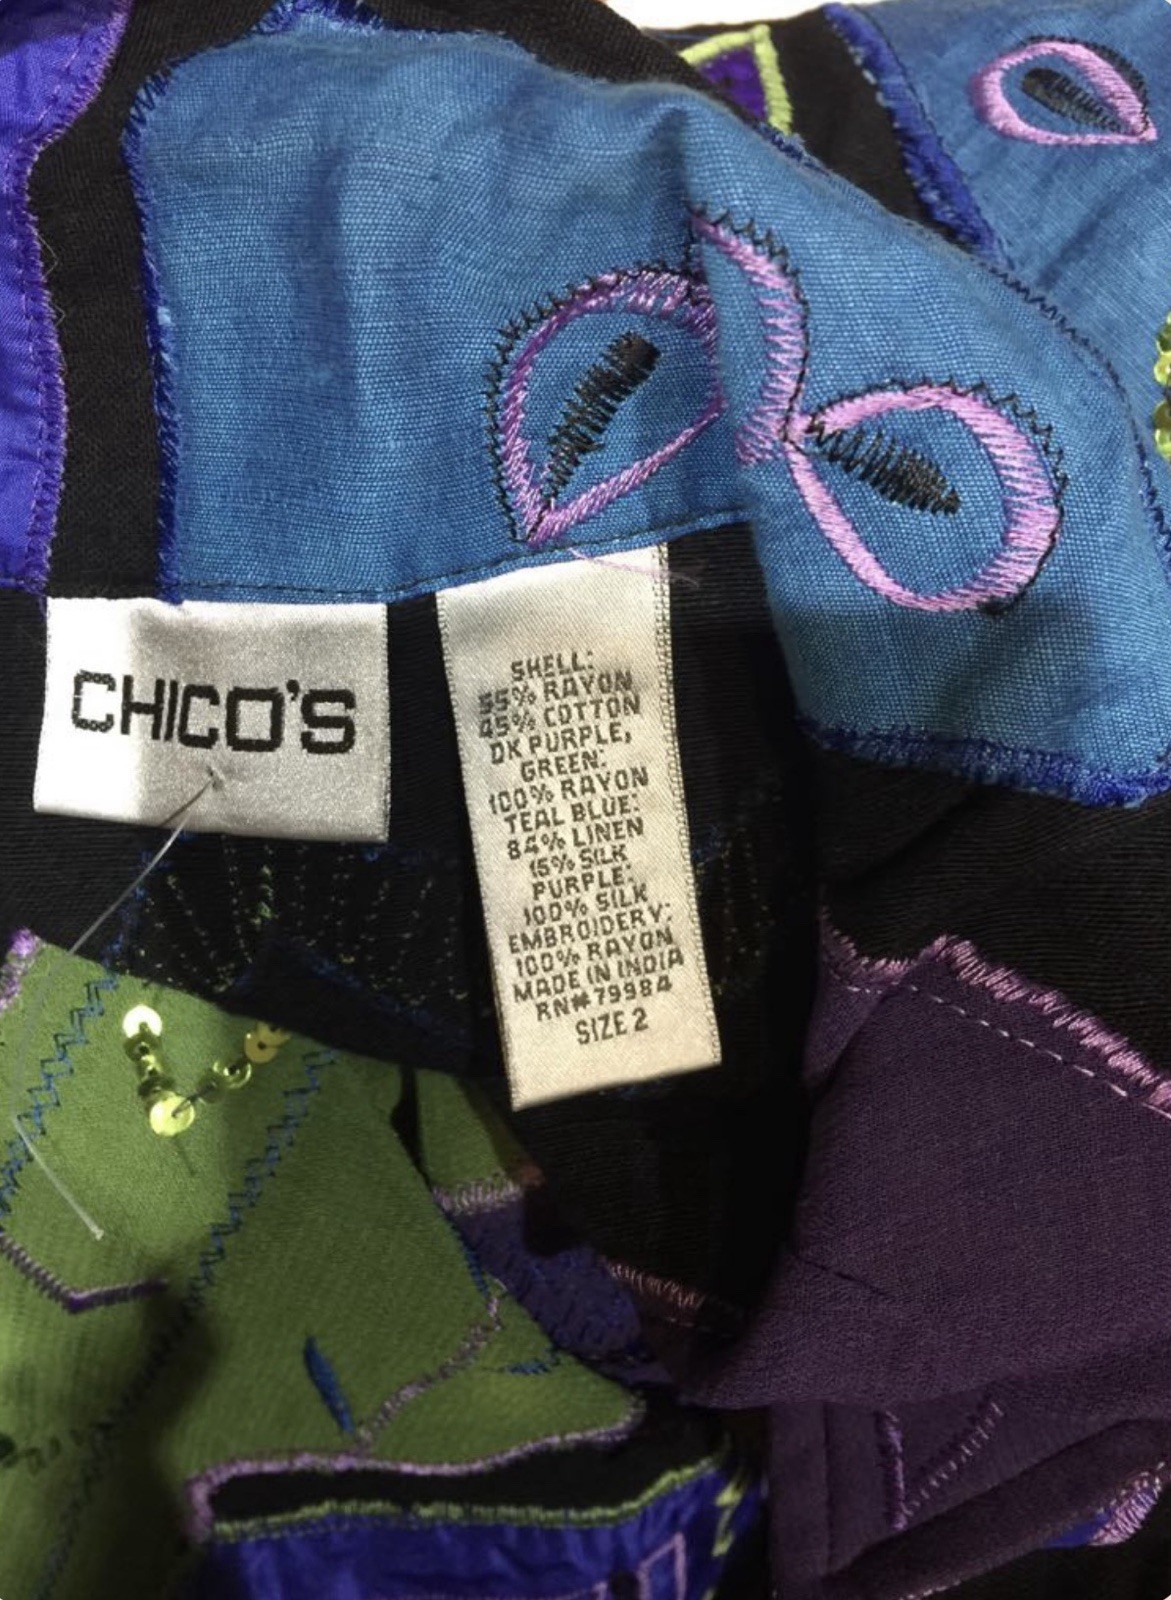 CHICO'S
SHELL:
55% RAYON
45% COTTON
DK PURPLE,
GREEN:
100% RAYON
TEAL BLUE:
84% LINEN
15% SILK
PURPLE:
100% SILK
EMBROIDERY:
100% RAYON
MADE IN INDIA
RN#79984
SIZE 2